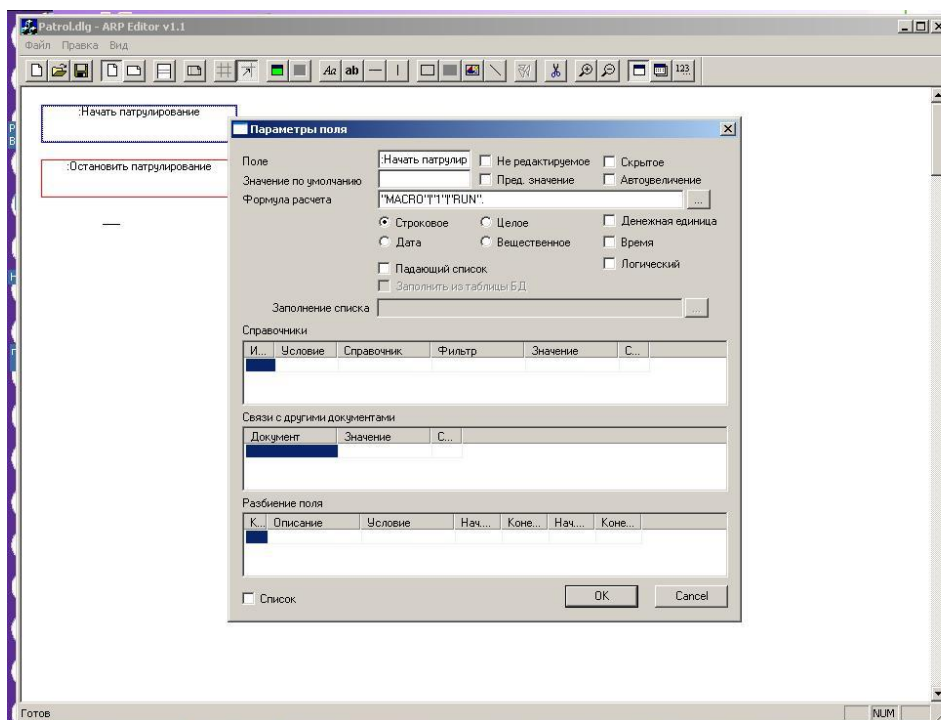 Patrol.dlg - ARP Editor v1.1
Файл Правка Вид
Aa ab 123
:Начать патрулирование
:Остановить патрулирование
Параметры поля
Поле :Начать патрулир Не редактируемое Скрытое
Значение по умолчанию Пред. значение Автоувеличение
Формула расчета "MACRO"|"1"|"RUN". ...
Строковое Целое Денежная единица
Дата Вещественное Время
Падающий список Логический
Заполнить из таблицы БД
Заполнение списка ...
Справочники
И... Условие Справочник Фильтр Значение С...
Связи с другими документами
Документ Значение С...
Разбиение поля
К... Описание Условие Нач.... Коне... Нач.... Коне...
Список OK Cancel
Готов NUM